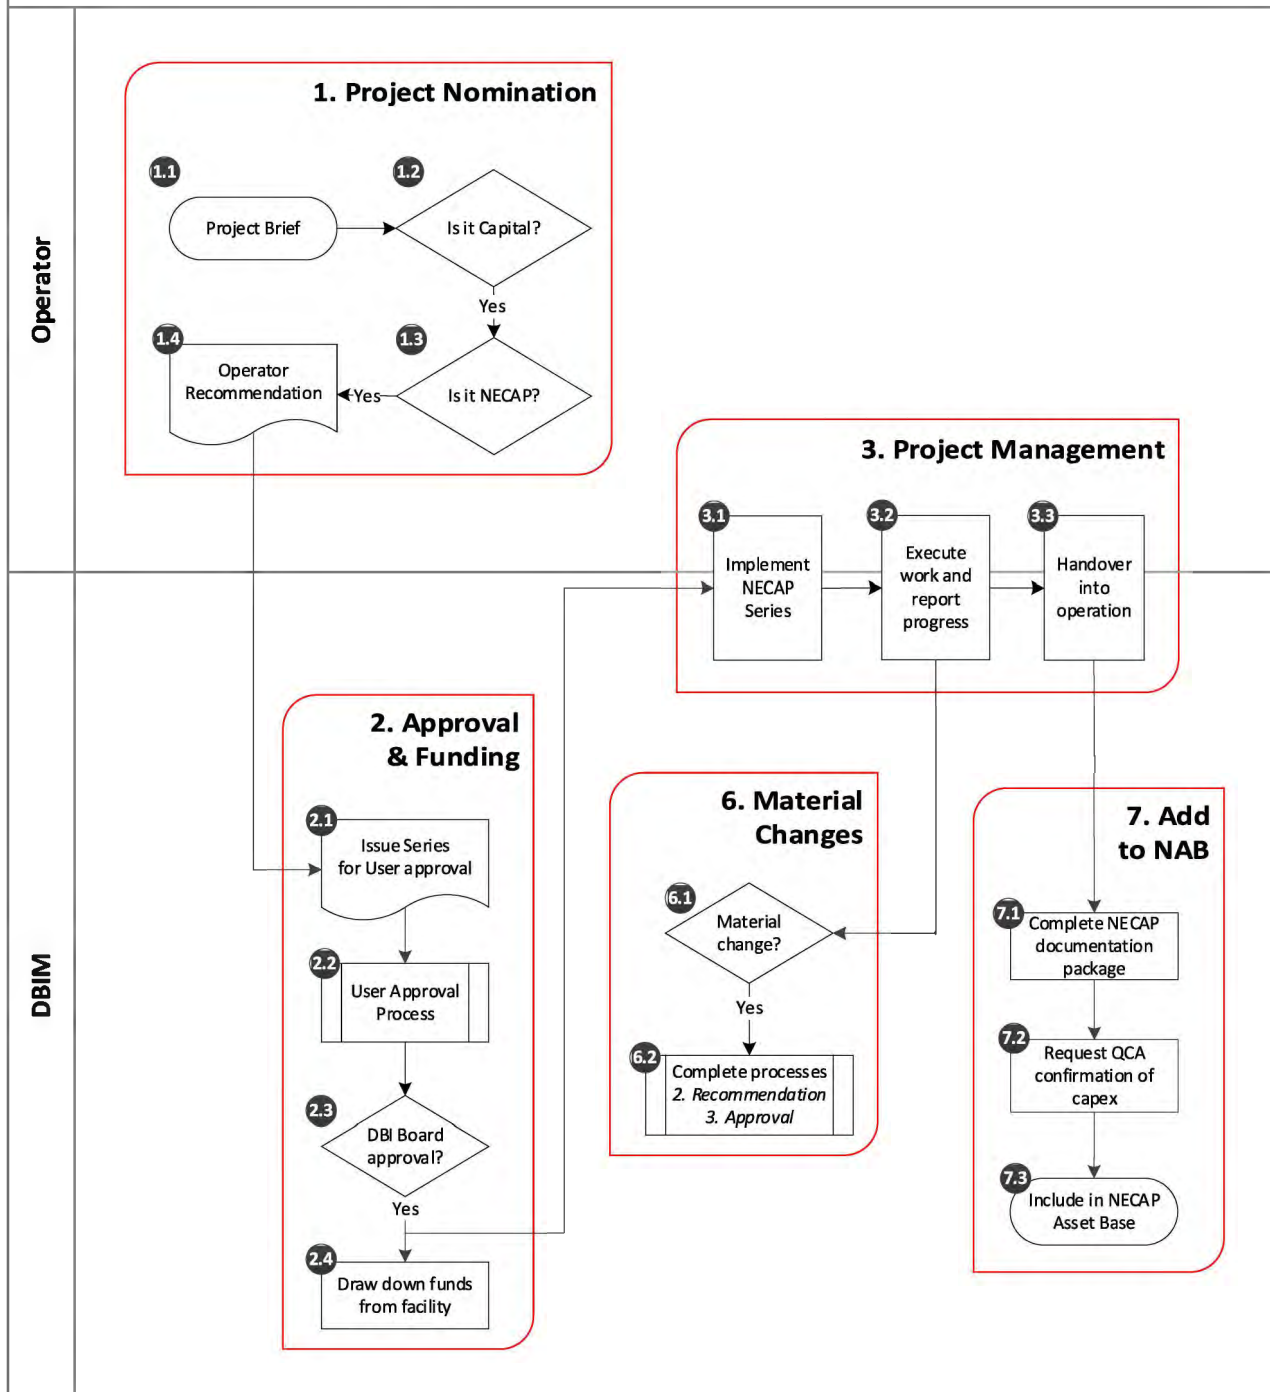 Operator
1. Project Nomination
1.1
Project Brief
1.2
Is it Capital?
Yes
1.3
Is it NECAP?
Yes
1.4
Operator
Recommendation
3. Project Management
3.1
Implement
NECAP
Series
3.2
Execute
work and
report
progress
3.3
Handover
into
operation
DBIM
2. Approval
& Funding
2.1
Issue Series
for User approval
2.2
User Approval
Process
2.3
DBI Board
approval?
Yes
2.4
Draw down funds
from facility
6. Material
Changes
6.1
Material
change?
Yes
6.2
Complete processes
2. Recommendation
3. Approval
7. Add
to NAB
7.1
Complete NECAP
documentation
package
7.2
Request QCA
confirmation of
capex
7.3
Include in NECAP
Asset Base